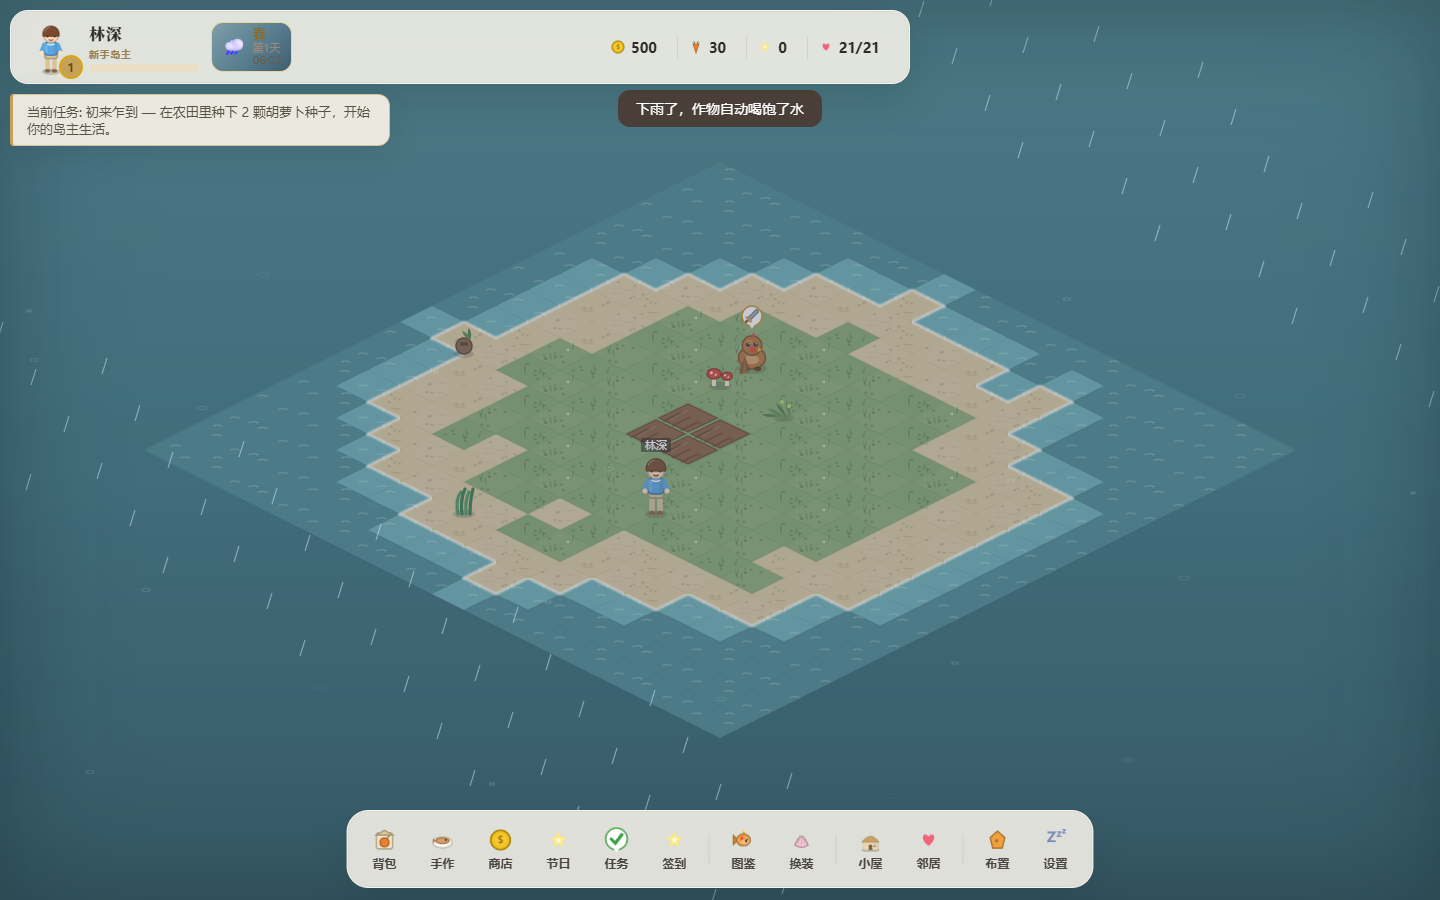 林深
新手岛主
1
春
第1天
06:00
500
30
0
21/21
当前任务: 初来乍到 — 在农田里种下 2 颗胡萝卜种子，开始
你的岛主生活。
下雨了，作物自动喝饱了水
林深
背包
手作
商店
节日
任务
签到
图鉴
换装
小屋
邻居
布置
Zzz
设置